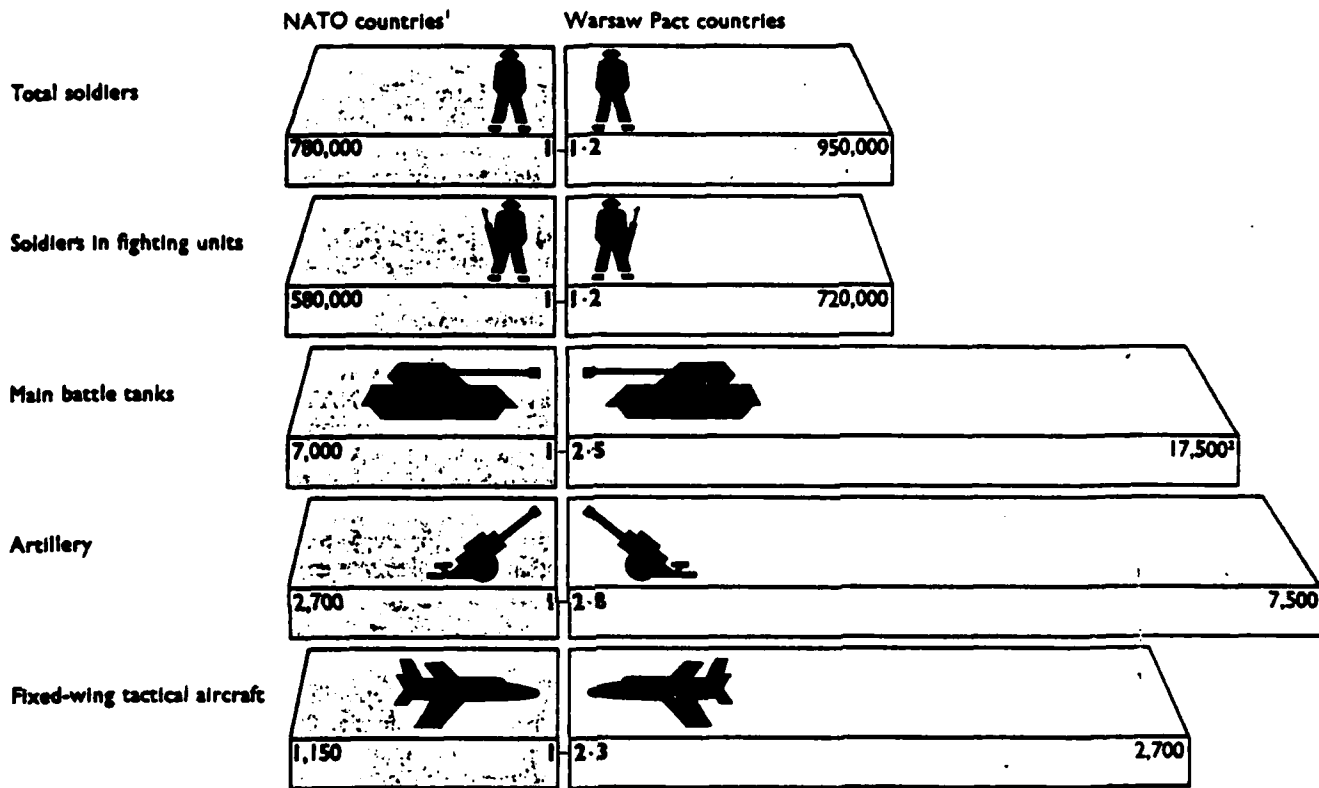 NATO countries¹ Warsaw Pact countries
Total soldiers
780,000 1 1·2 950,000
Soldiers in fighting units
580,000 1 1·2 720,000
Main battle tanks
7,000 1 2·5 17,500²
Artillery
2,700 1 2·8 7,500
Fixed-wing tactical aircraft
1,150 1 2·3 2,700